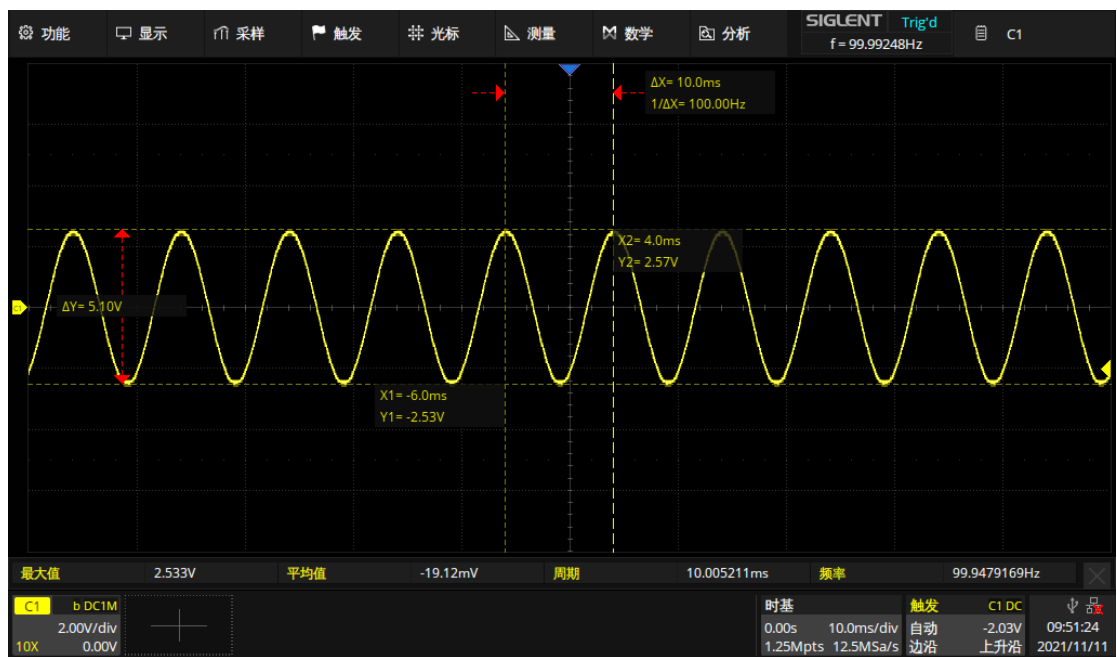 功能 显示 采样 触发 光标 测量 数学 分析 SIGLENT Trig'd C1
f = 99.99248Hz
ΔX= 10.0ms
1/ΔX= 100.00Hz
X2= 4.0ms
Y2= 2.57V
C1
ΔY= 5.10V
X1= -6.0ms
Y1= -2.53V
最大值 2.533V 平均值 -19.12mV 周期 10.005211ms 频率 99.9479169Hz
C1 b DC1M
2.00V/div
10X 0.00V
时基
0.00s 10.0ms/div
1.25Mpts 12.5MSa/s
触发 C1 DC
自动 -2.03V
边沿 上升沿
09:51:24
2021/11/11